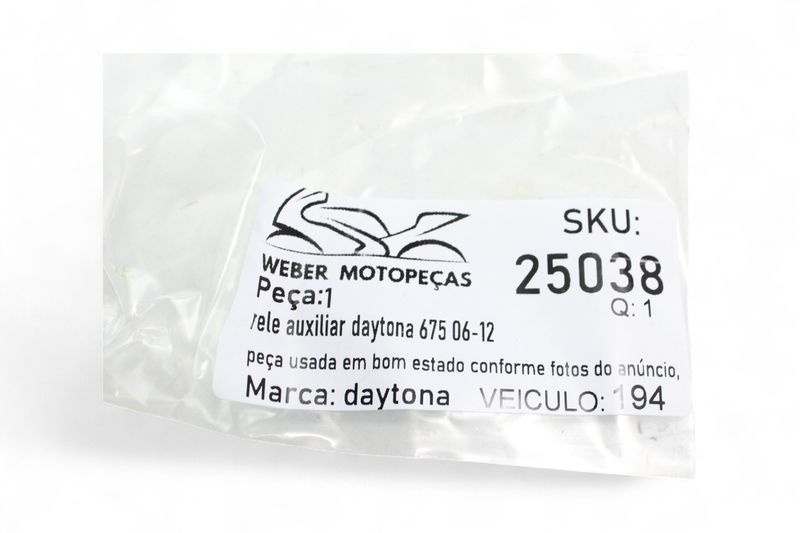 WEBER MOTOPEÇAS
SKU:
25038
Q: 1
Peça:1
rele auxiliar daytona 675 06-12
peça usada em bom estado conforme fotos do anúncio,
Marca: daytona VEICULO: 194